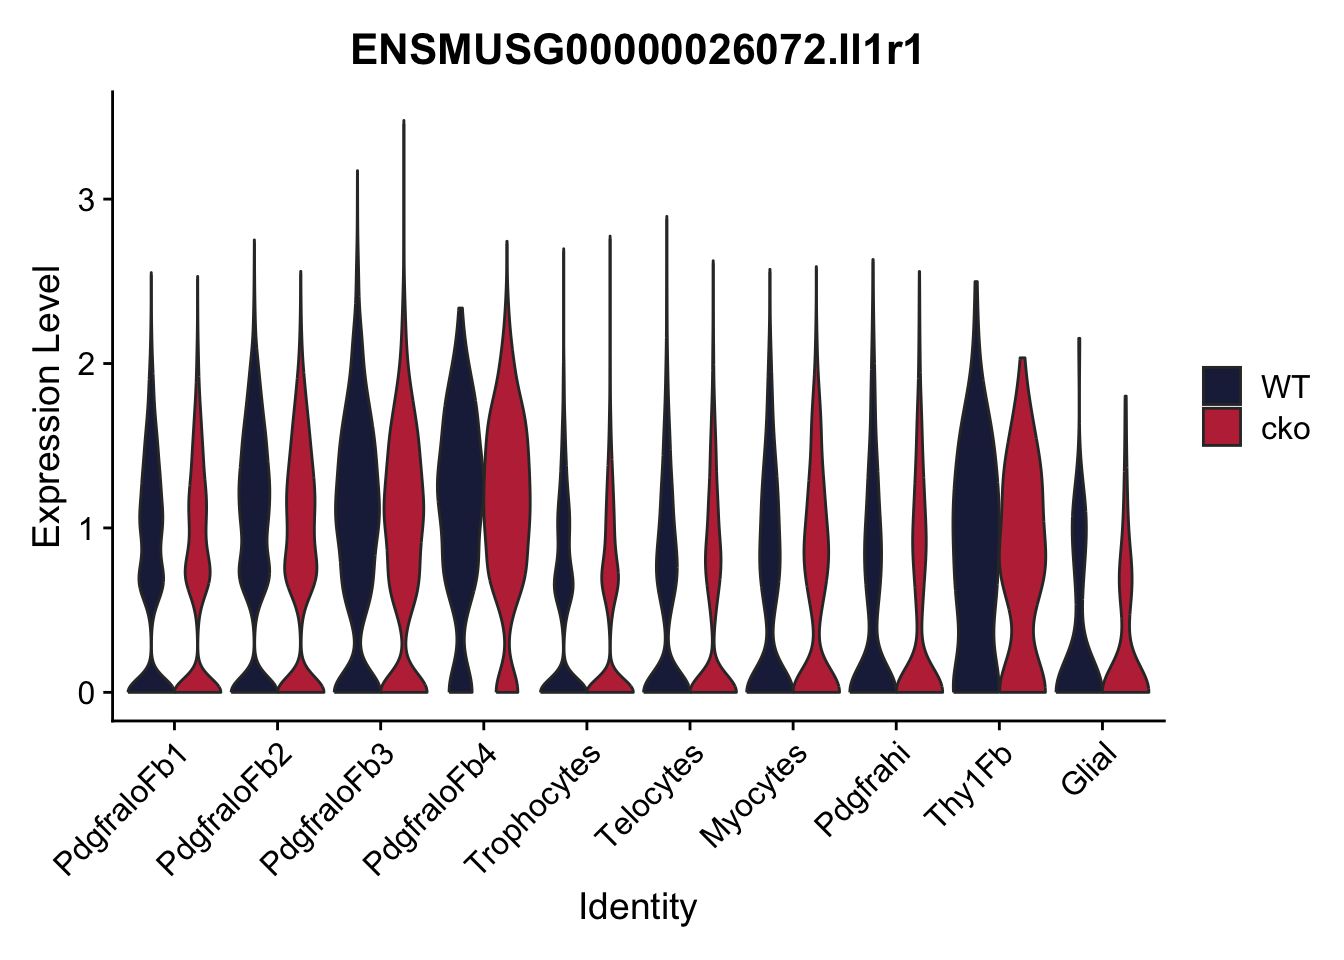 ENSMUSG00000026072.Il1r1
Expression Level
3
2
1
0
PdgfraloFb1
PdgfraloFb2
PdgfraloFb3
PdgfraloFb4
Trophocytes
Telocytes
Myocytes
Pdgfrahi
Thy1Fb
Glial
Identity
WT
cko